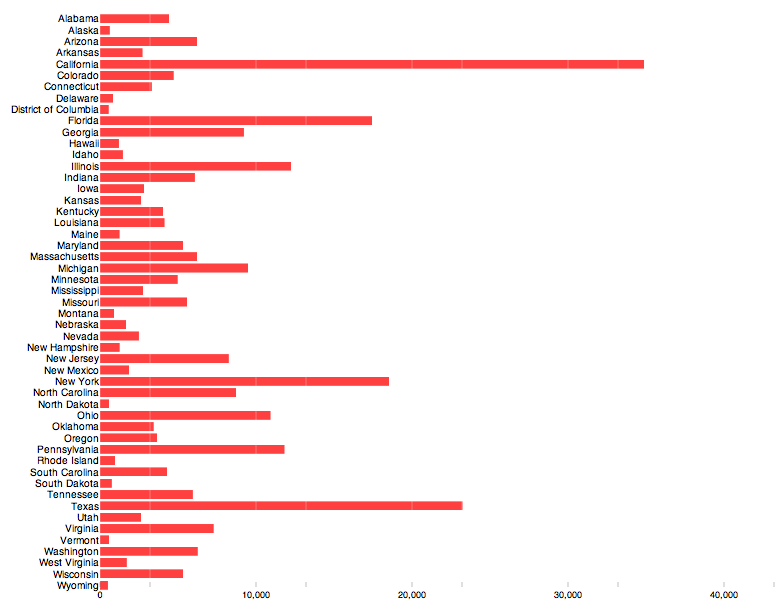 Alabama
Alaska
Arizona
Arkansas
California
Colorado
Connecticut
Delaware
District of Columbia
Florida
Georgia
Hawaii
Idaho
Illinois
Indiana
Iowa
Kansas
Kentucky
Louisiana
Maine
Maryland
Massachusetts
Michigan
Minnesota
Mississippi
Missouri
Montana
Nebraska
Nevada
New Hampshire
New Jersey
New Mexico
New York
North Carolina
North Dakota
Ohio
Oklahoma
Oregon
Pennsylvania
Rhode Island
South Carolina
South Dakota
Tennessee
Texas
Utah
Virginia
Vermont
Washington
West Virginia
Wisconsin
Wyoming
0 10,000 20,000 30,000 40,000